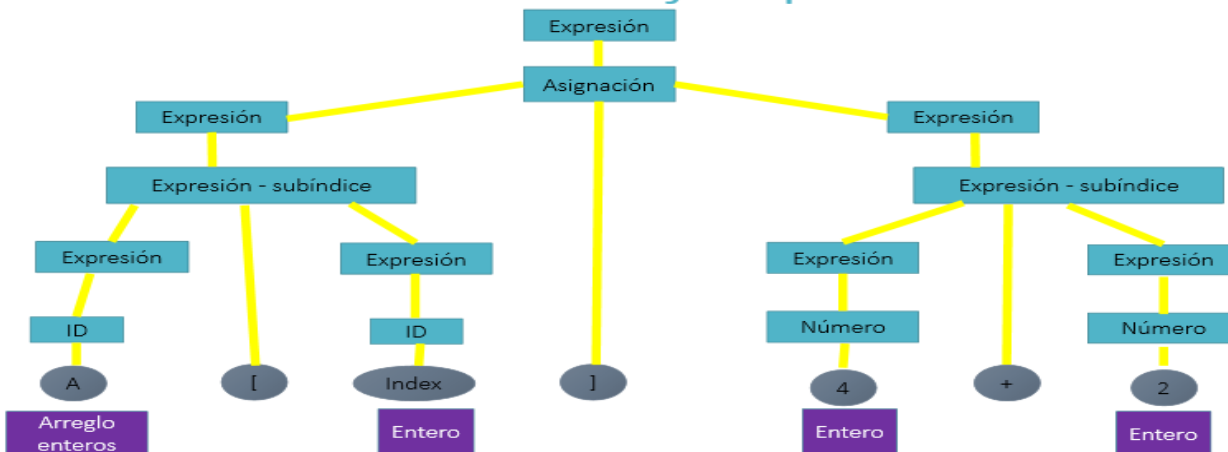 Expresión
Asignación
Expresión
Expresión
Expresión - subíndice
Expresión - subíndice
Expresión
Expresión
Expresión
Expresión
ID
ID
Número
Número
A
[
Index
]
4
+
2
Arreglo
enteros
Entero
Entero
Entero